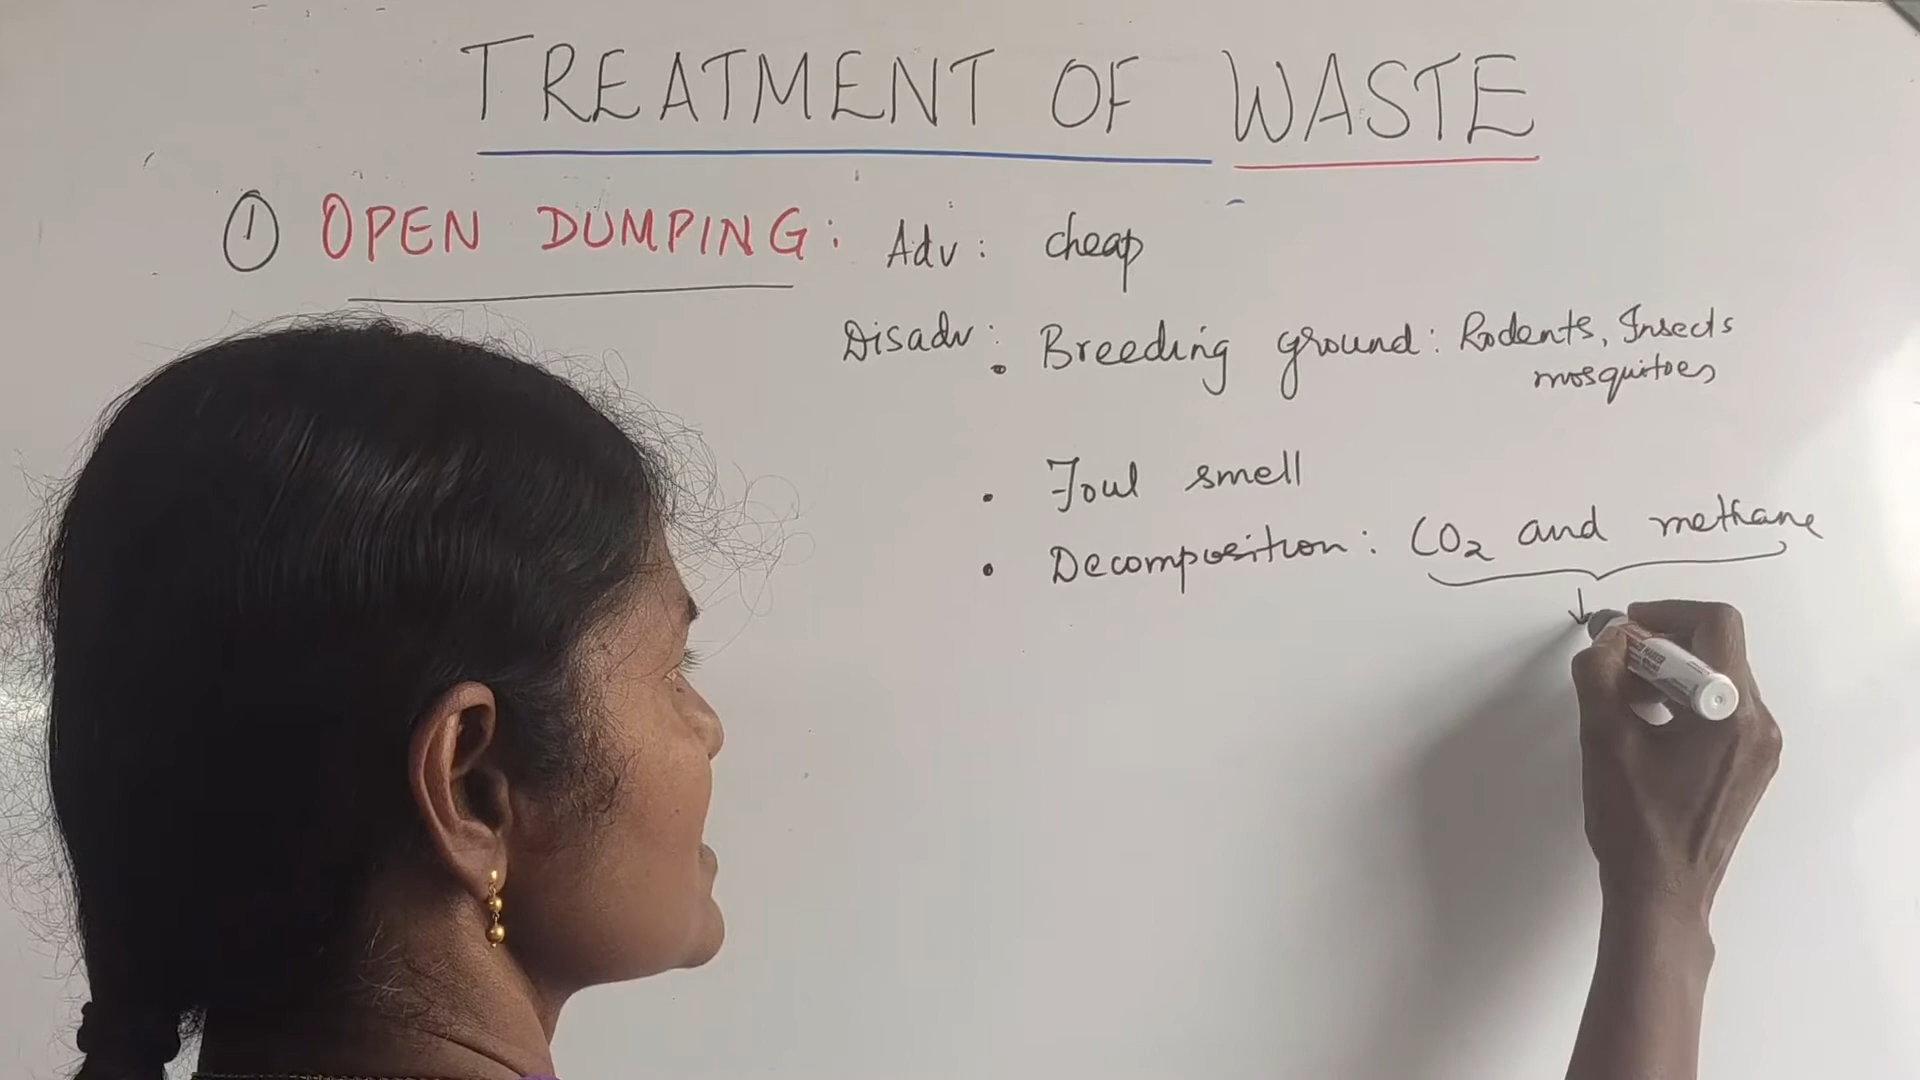 TREATMENT OF WASTE
① OPEN DUMPING: Adv: cheap
Disadv:
• Breeding ground: Rodents, Insects
mosquitoes
• Foul smell
• Decomposition: CO₂ and methane
↓